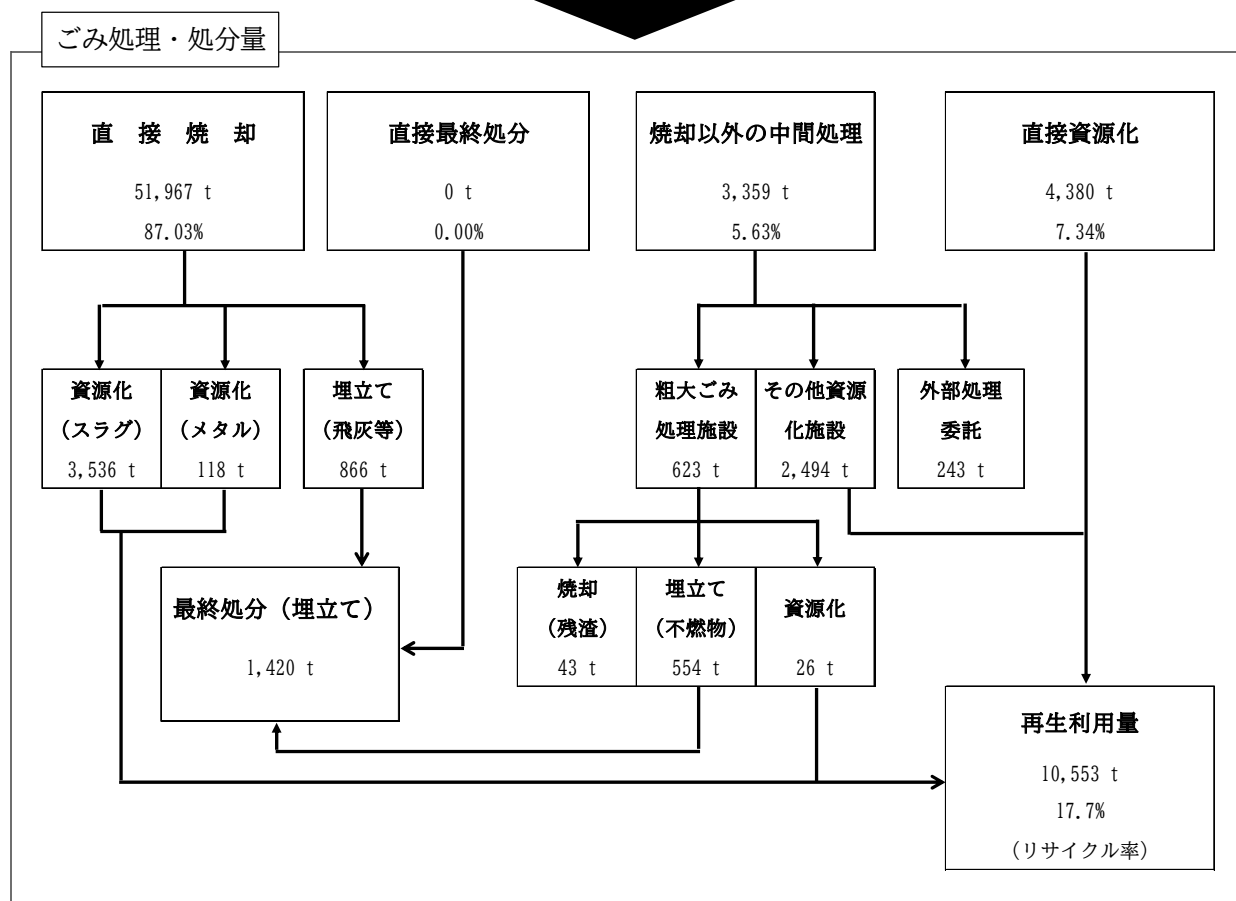 ごみ処理・処分量
直　接　焼　却
51,967 t
87.03%
直接最終処分
0 t
0.00%
焼却以外の中間処理
3,359 t
5.63%
直接資源化
4,380 t
7.34%
資源化
(スラグ)
3,536 t
資源化
(メタル)
118 t
埋立て
(飛灰等)
866 t
粗大ごみ
処理施設
623 t
その他資源
化施設
2,494 t
外部処理
委託
243 t
最終処分（埋立て）
1,420 t
焼却
(残渣)
43 t
埋立て
(不燃物)
554 t
資源化
26 t
再生利用量
10,553 t
17.7%
（リサイクル率）